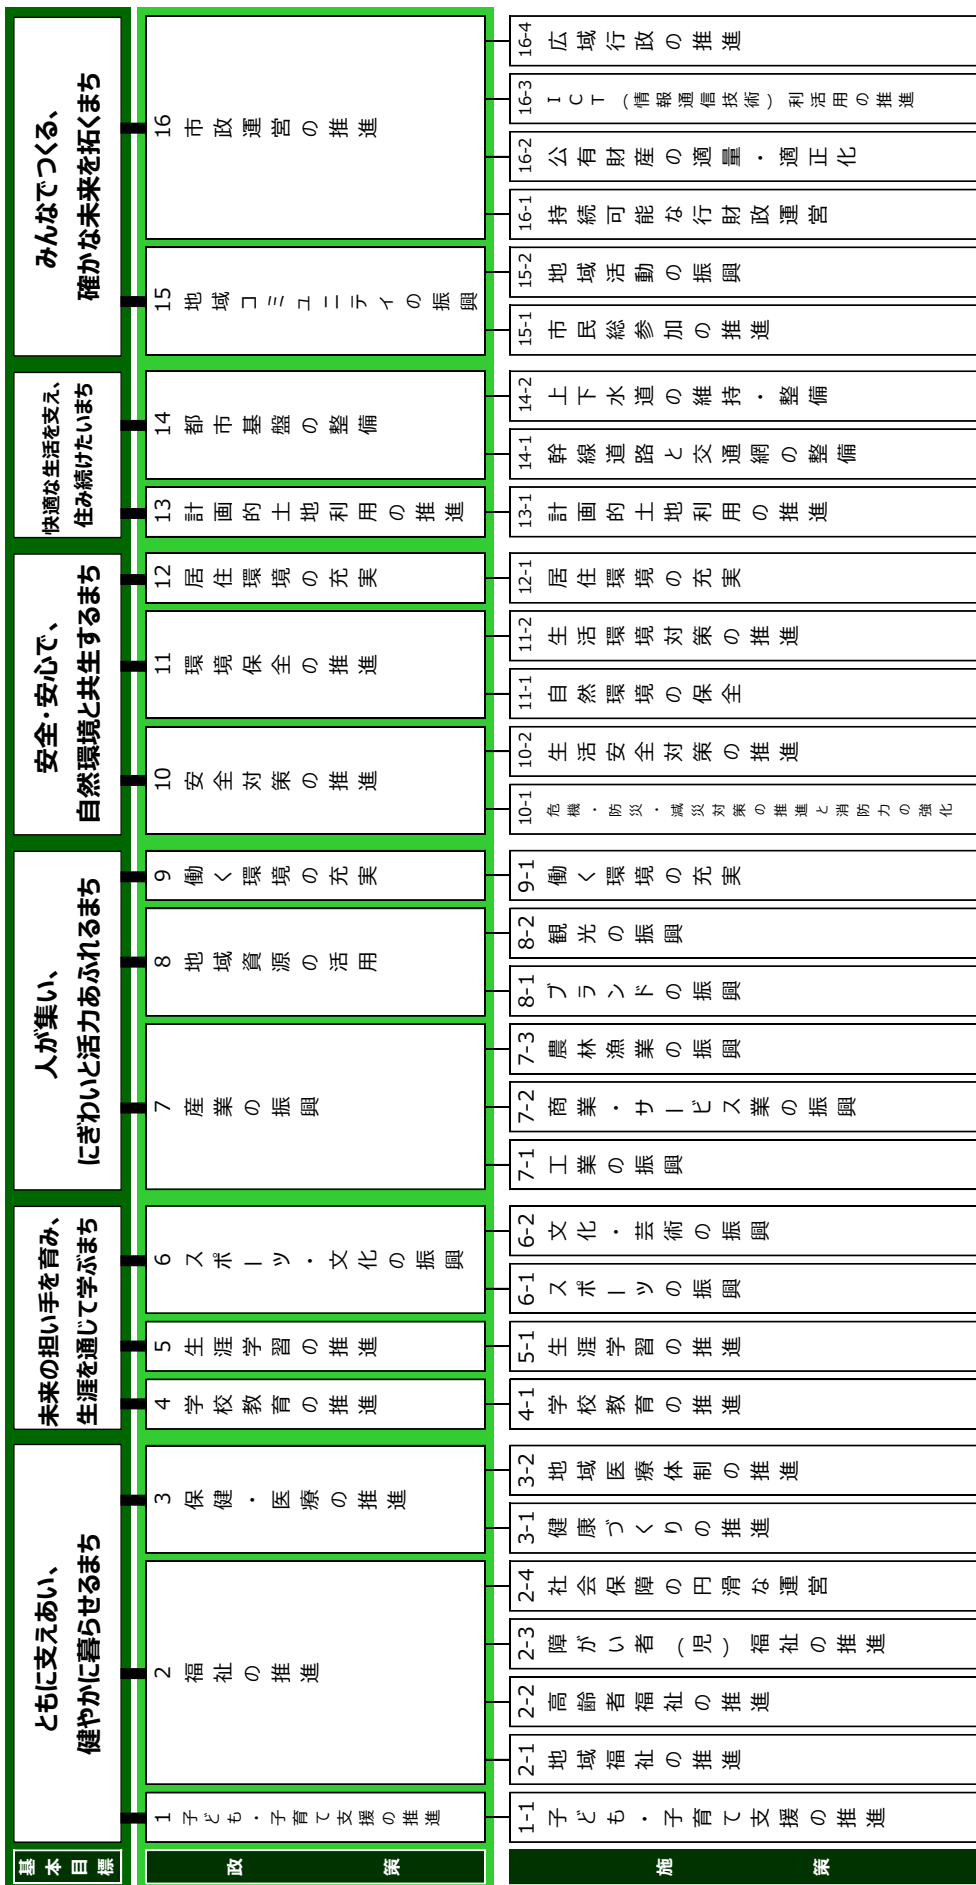 基本目標
政策
施策
ともに支えあい、
健やかに暮らせるまち
未来の担い手を育み、
生涯を通じて学ぶまち
人が集い、
にぎわいと活力あふれるまち
安全・安心で、
自然環境と共生するまち
快適な生活を支え、
住み続けたいまち
みんなでつくる、
確かな未来を拓くまち
1 子ども・子育て支援の推進
2 福祉の推進
3 保健・医療の推進
4 学校教育の推進
5 生涯学習の推進
6 スポーツ・文化の振興
7 産業の振興
8 地域資源の活用
9 働く環境の充実
10 安全対策の推進
11 環境保全の推進
12 居住環境の充実
13 計画的土地利用の推進
14 都市基盤の整備
15 地域コミュニティの振興
16 市政運営の推進
1-1 子ども・子育て支援の推進
2-1 地域福祉の推進
2-2 高齢者福祉の推進
2-3 障がい者（児）福祉の推進
2-4 社会保障の円滑な運営
3-1 健康づくりの推進
3-2 地域医療体制の推進
4-1 学校教育の推進
5-1 生涯学習の推進
6-1 スポーツの振興
6-2 文化・芸術の振興
7-1 工業の振興
7-2 商業・サービス業の振興
7-3 農林漁業の振興
8-1 ブランドの振興
8-2 観光の振興
9-1 働く環境の充実
10-1 危機・防災・減災対策の推進と消防力の強化
10-2 生活安全対策の推進
11-1 自然環境の保全
11-2 生活環境対策の推進
12-1 居住環境の充実
13-1 計画的土地利用の推進
14-1 幹線道路と交通網の整備
14-2 上下水道の維持・整備
15-1 市民総参加の推進
15-2 地域活動の振興
16-1 持続可能な行財政運営
16-2 公有財産の適量・適正化
16-3 ICT（情報通信技術）利活用の推進
16-4 広域行政の推進